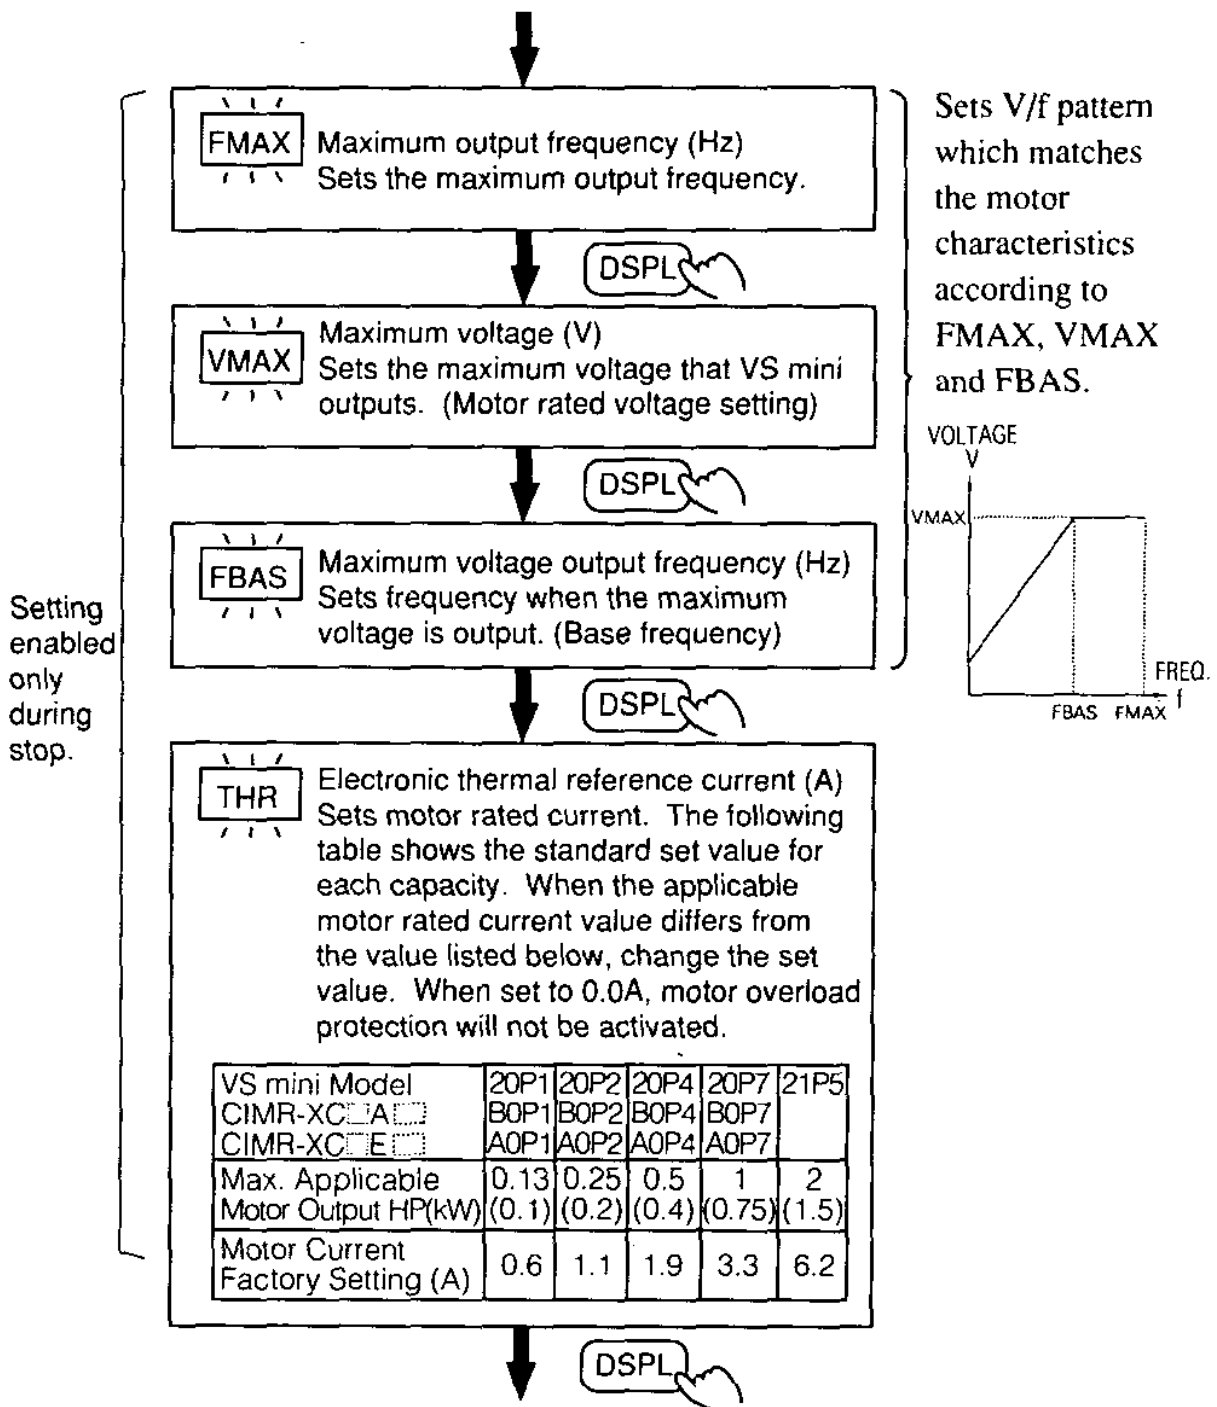 FMAX
Maximum output frequency (Hz)
Sets the maximum output frequency.
DSPL
VMAX
Maximum voltage (V)
Sets the maximum voltage that VS mini
outputs. (Motor rated voltage setting)
DSPL
FBAS
Maximum voltage output frequency (Hz)
Sets frequency when the maximum
voltage is output. (Base frequency)
DSPL
THR
Electronic thermal reference current (A)
Sets motor rated current. The following
table shows the standard set value for
each capacity. When the applicable
motor rated current value differs from
the value listed below, change the set
value. When set to 0.0A, motor overload
protection will not be activated.
VS mini Model 20P1 20P2 20P4 20P7 21P5
CIMR-XC□A□ B0P1 B0P2 B0P4 B0P7
CIMR-XC□E□ A0P1 A0P2 A0P4 A0P7
Max. Applicable 0.13 0.25 0.5 1 2
Motor Output HP(kW) (0.1) (0.2) (0.4) (0.75) (1.5)
Motor Current
Factory Setting (A) 0.6 1.1 1.9 3.3 6.2
DSPL
Setting
enabled
only
during
stop.
Sets V/f pattern
which matches
the motor
characteristics
according to
FMAX, VMAX
and FBAS.
VOLTAGE
V
VMAX
FREQ.
f
FBAS FMAX